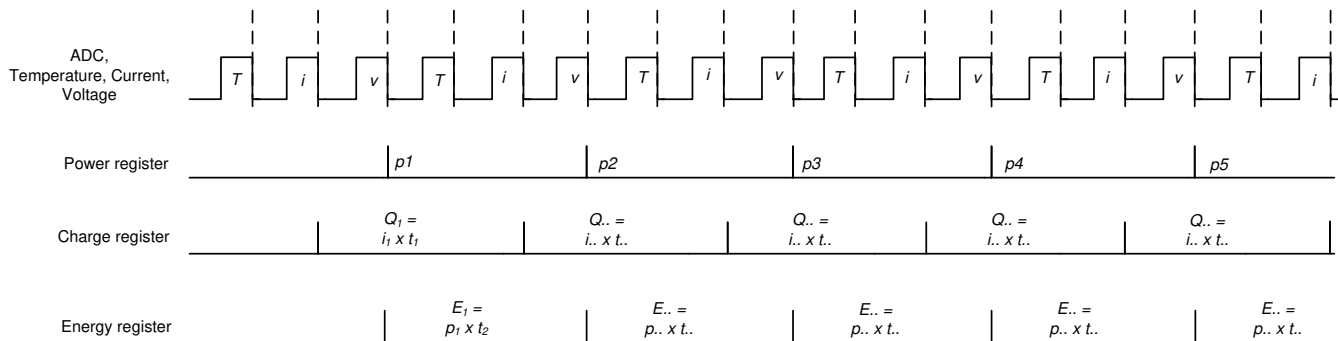 ADC,
Temperature, Current,
Voltage
T i v T i v T i v T i v T i v T i
Power register
p1 p2 p3 p4 p5
Charge register
Q₁ = Q.. = Q.. = Q.. = Q.. =
i₁ x t₁ i.. x t.. i.. x t.. i.. x t.. i.. x t..
Energy register
E₁ = E.. = E.. = E.. = E.. =
p₁ x t₂ p.. x t.. p.. x t.. p.. x t.. p.. x t..